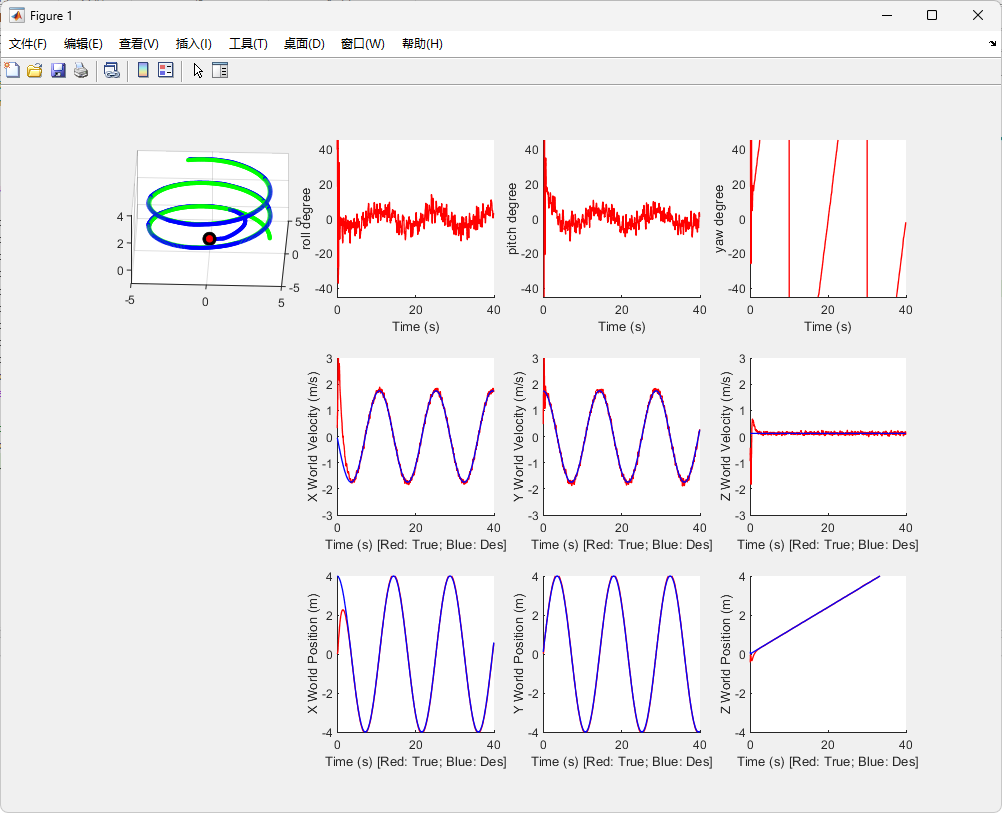 Figure 1
文件(F) 编辑(E) 查看(V) 插入(I) 工具(T) 桌面(D) 窗口(W) 帮助(H)
4
2
0
-5
0
5
5
0
-5
roll degree
40
20
0
-20
-40
0 20 40
Time (s)
pitch degree
40
20
0
-20
-40
0 20 40
Time (s)
yaw degree
40
20
0
-20
-40
0 20 40
Time (s)
X World Velocity (m/s)
3
2
1
0
-1
-2
-3
0 20 40
Time (s) [Red: True; Blue: Des]
Y World Velocity (m/s)
3
2
1
0
-1
-2
-3
0 20 40
Time (s) [Red: True; Blue: Des]
Z World Velocity (m/s)
3
2
1
0
-1
-2
-3
0 20 40
Time (s) [Red: True; Blue: Des]
X World Position (m)
4
2
0
-2
-4
0 20 40
Time (s) [Red: True; Blue: Des]
Y World Position (m)
4
2
0
-2
-4
0 20 40
Time (s) [Red: True; Blue: Des]
Z World Position (m)
4
2
0
-2
-4
0 20 40
Time (s) [Red: True; Blue: Des]